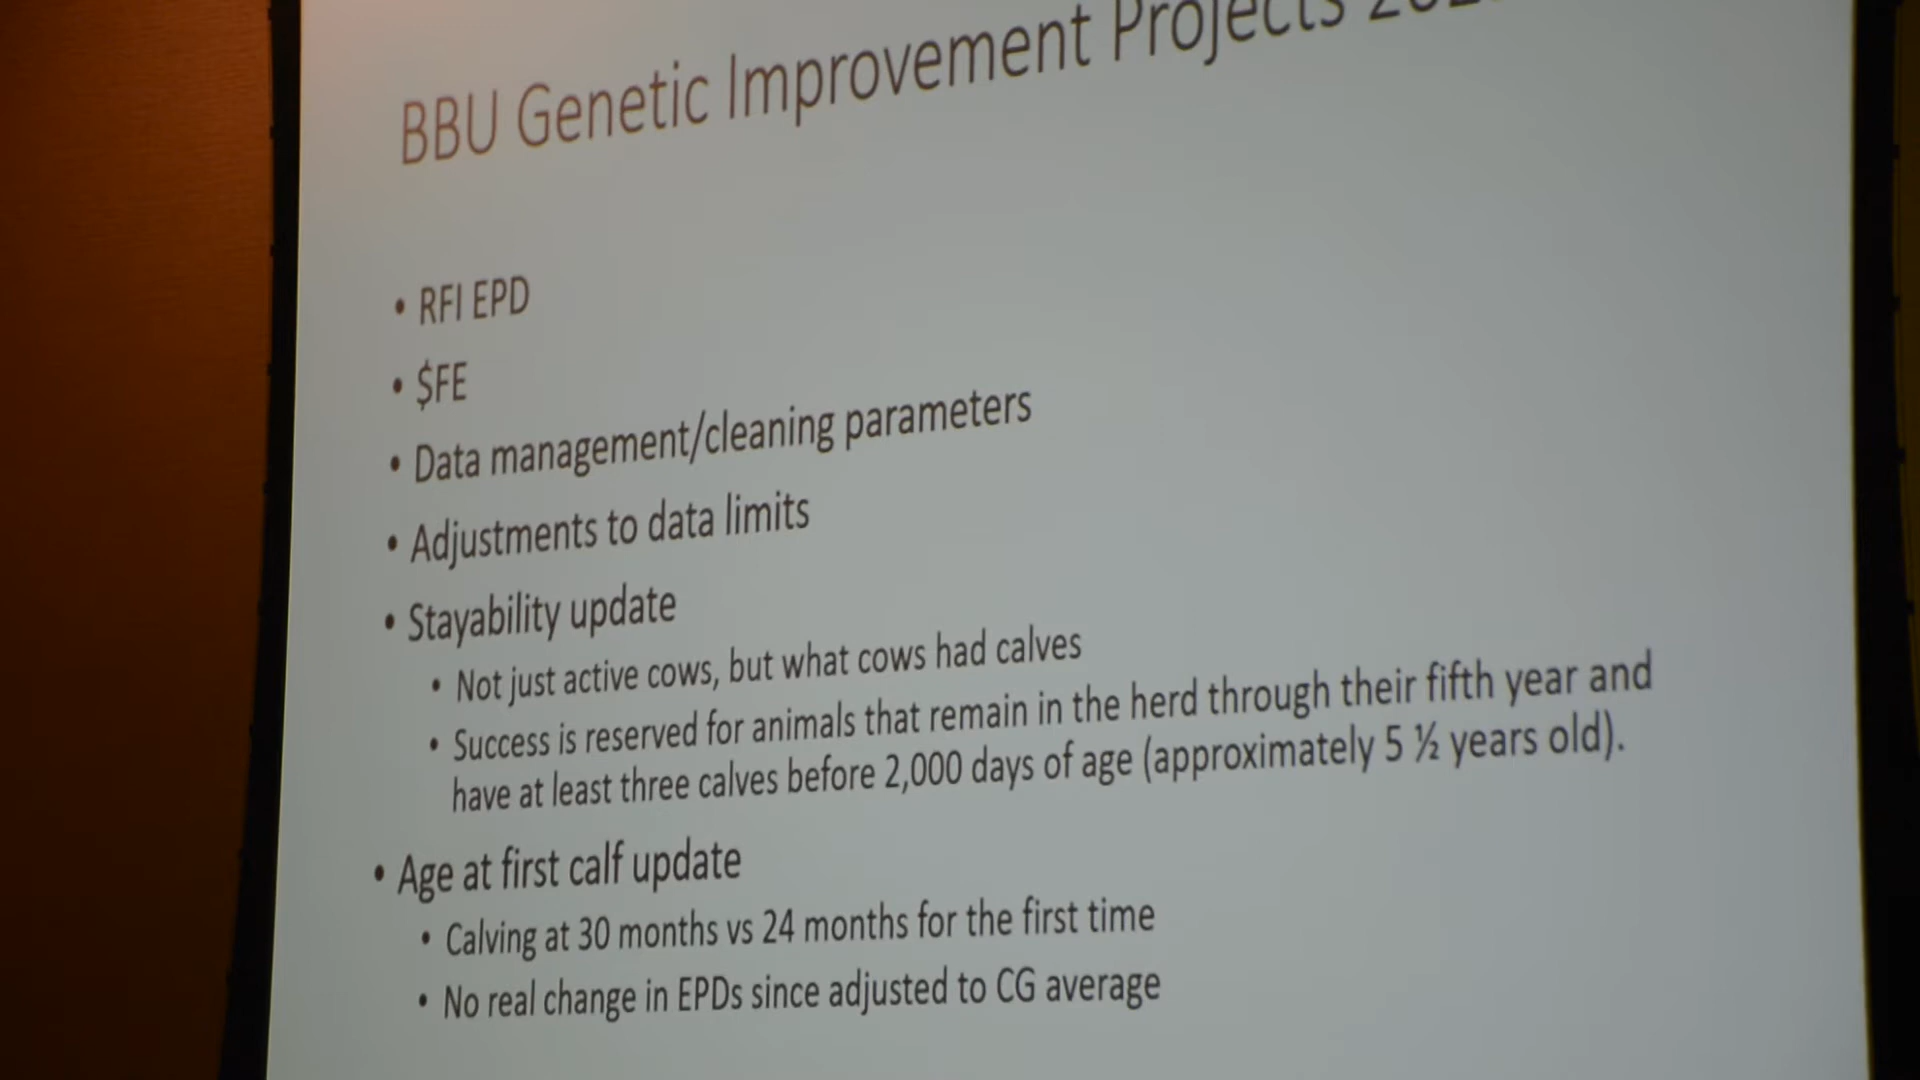 BBU Genetic Improvement Projects
• RFI EPD
• $FE
• Data management/cleaning parameters
• Adjustments to data limits
• Stayability update
• Not just active cows, but what cows had calves
• Success is reserved for animals that remain in the herd through their fifth year and
have at least three calves before 2,000 days of age (approximately 5 ½ years old).
• Age at first calf update
• Calving at 30 months vs 24 months for the first time
• No real change in EPDs since adjusted to CG average